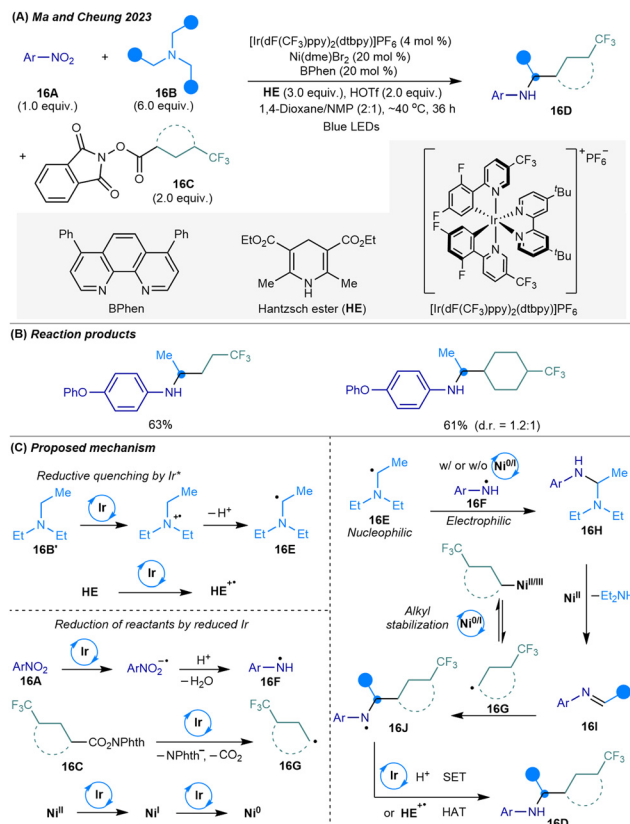 (A) Ma and Cheung 2023
Ar–NO2
16A
(1.0 equiv.)
+
N
16B
(6.0 equiv.)
[Ir(dF(CF3)ppy)2(dtbpy)]PF6 (4 mol %)
Ni(dme)Br2 (20 mol %)
BPhen (20 mol %)
HE (3.0 equiv.), HOTf (2.0 equiv.)
1,4-Dioxane/NMP (2:1), ~40 ºC, 36 h
Blue LEDs
CF3
Ar–NH
16D
+
O
N
O
O
O
CF3
16C
(2.0 equiv.)
Ph
Ph
N
N
BPhen
EtO2C
CO2Et
Me
N
H
Me
Hantzsch ester (HE)
+ PF6−
CF3
F
N
tBu
F
N
Ir
F
N
tBu
F
N
CF3
[Ir(dF(CF3)ppy)2(dtbpy)]PF6
(B) Reaction products
Me
CF3
PhO
NH
63%
Me
CF3
PhO
NH
61% (d.r. = 1.2:1)
(C) Proposed mechanism
Reductive quenching by Ir*
Me
N
Et
Et
16B'
Ir
Me
N+•
Et
Et
–H+
• Me
N
Et
Et
16E
HE
Ir
HE+•
Reduction of reactants by reduced Ir
ArNO2
16A
Ir
ArNO2−•
H+
–H2O
Ar–NH•
16F
F3C
CO2NPhth
16C
Ir
–NPhth−, –CO2
F3C
•
16G
NiII
Ir
NiI
Ir
Ni0
• Me
N
Et
Et
16E
Nucleophilic
w/ or w/o Ni0/I
Ar–NH•
16F
Electrophilic
H
Ar–N
Me
N
Et
Et
16H
F3C
NiII/III
Alkyl
stabilization
Ni0/I
NiII
–Et2NH
CF3
Ar–N•
16J
CF3
•
16G
Ar–N
16I
Ir
H+ SET
or HE+• HAT
CF3
Ar–NH
16D